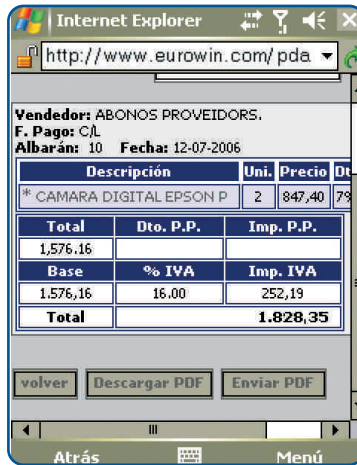 Internet Explorer
http://www.eurowin.com/pda
Vendedor: ABONOS PROVEIDORS.
F. Pago: C/L
Albarán: 10 Fecha: 12-07-2006
Descripción Uni. Precio Dt
* CAMARA DIGITAL EPSON P 2 847,40 79
Total Dto. P.P. Imp. P.P.
1,576.16
Base % IVA Imp. IVA
1.576,16 16.00 252,19
Total 1.828,35
volver Descargar PDF Enviar PDF
Atrás Menú